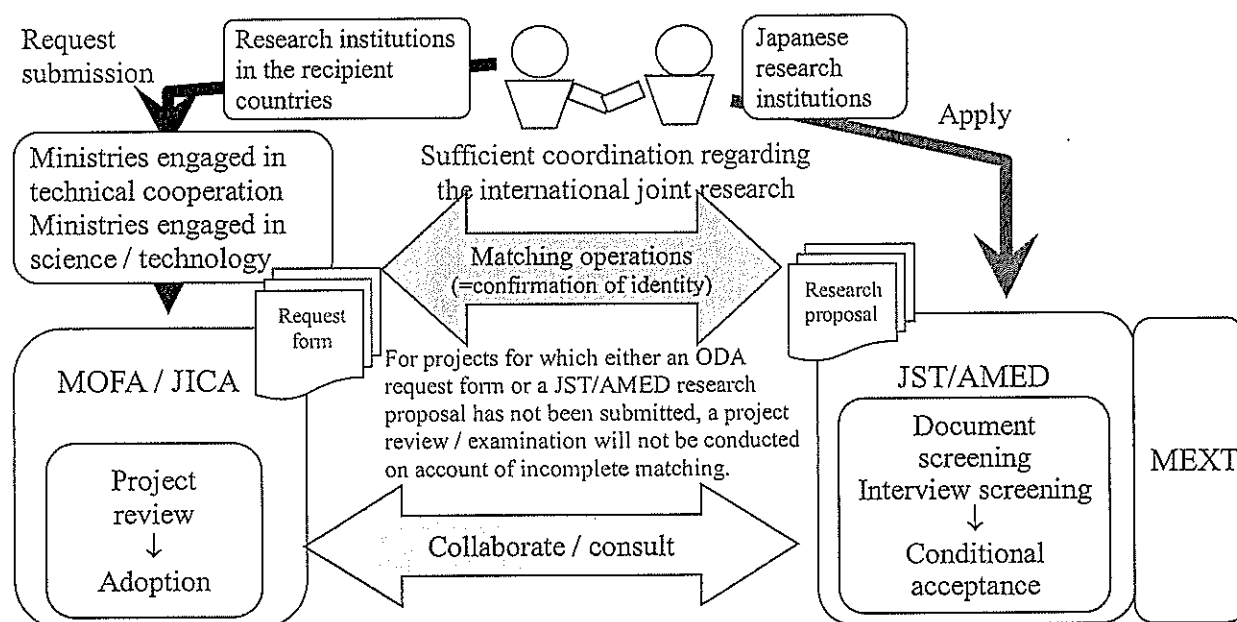 Request
submission
Research institutions
in the recipient
countries
Japanese
research
institutions
Apply
Ministries engaged in
technical cooperation
Ministries engaged in
science / technology
Sufficient coordination regarding
the international joint research
Matching operations
(=confirmation of identity)
Request
form
Research
proposal
For projects for which either an ODA
request form or a JST/AMED research
proposal has not been submitted, a project
review / examination will not be conducted
on account of incomplete matching.
MOFA / JICA
Project
review
↓
Adoption
Collaborate / consult
JST/AMED
Document
screening
Interview screening
↓
Conditional
acceptance
MEXT